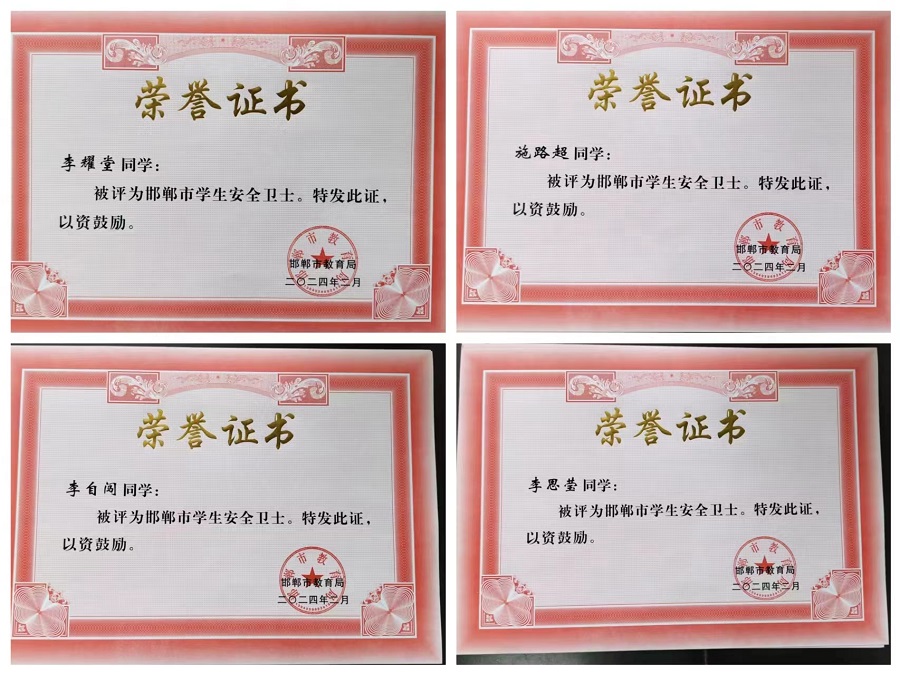 荣誉证书
李耀堂同学：
被评为邯郸市学生安全卫士。特发此证，
以资鼓励。
邯郸市教育局
二〇二四年二月
荣誉证书
施路超同学：
被评为邯郸市学生安全卫士。特发此证，
以资鼓励。
邯郸市教育局
二〇二四年二月
荣誉证书
李自闯同学：
被评为邯郸市学生安全卫士。特发此证，
以资鼓励。
邯郸市教育局
二〇二四年二月
荣誉证书
李思莹同学：
被评为邯郸市学生安全卫士。特发此证，
以资鼓励。
邯郸市教育局
二〇二四年二月